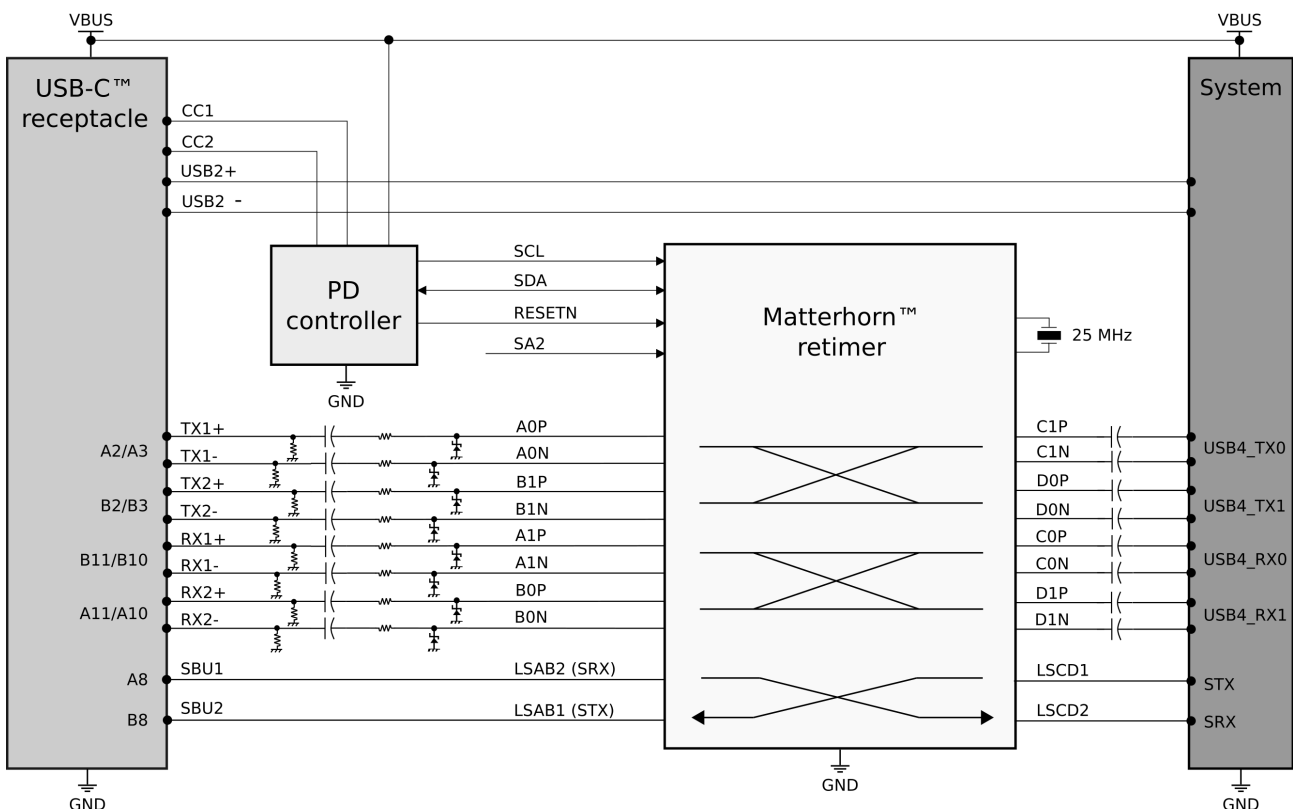 VBUS
VBUS
USB-C™
receptacle
System
CC1
CC2
USB2+
USB2 -
SCL
SDA
RESETN
SA2
PD
controller
GND
Matterhorn™
retimer
25 MHz
TX1+
A0P
C1P
A2/A3
USB4_TX0
TX1-
A0N
C1N
TX2+
B1P
D0P
B2/B3
USB4_TX1
TX2-
B1N
D0N
RX1+
A1P
C0P
B11/B10
USB4_RX0
RX1-
A1N
C0N
RX2+
B0P
D1P
A11/A10
USB4_RX1
RX2-
B0N
D1N
SBU1
LSAB2 (SRX)
LSCD1
A8
STX
SBU2
LSAB1 (STX)
LSCD2
B8
SRX
GND
GND
GND